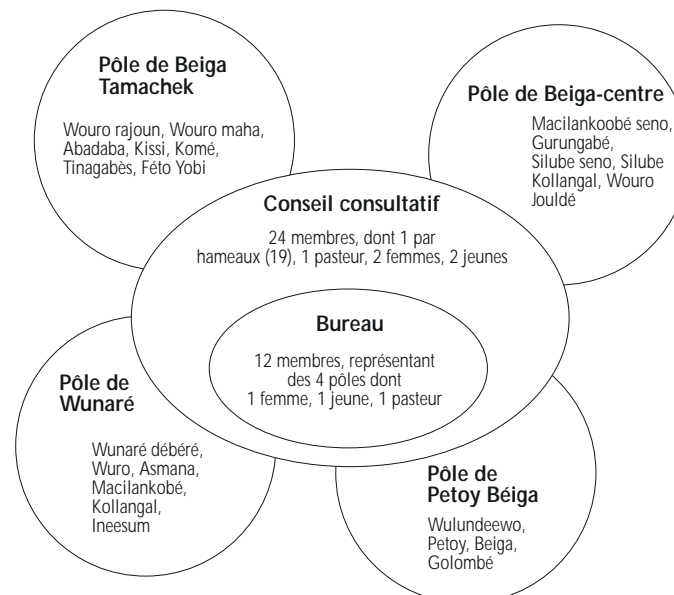 Pôle de Beiga
Tamachek
Wouro rajoun, Wouro maha,
Abadaba, Kissi, Komé,
Tinagabès, Féto Yobi
Pôle de Beiga-centre
Macilankoobé seno,
Gurungabé,
Silube seno, Silube
Kollangal, Wouro
Jouldé
Conseil consultatif
24 membres, dont 1 par
hameaux (19), 1 pasteur, 2 femmes, 2 jeunes
Bureau
12 membres, représentant
des 4 pôles dont
1 femme, 1 jeune, 1 pasteur
Pôle de
Wunaré
Wunaré débéré,
Wuro, Asmana,
Macilankobé,
Kollangal,
Ineesum
Pôle de
Petoy Béiga
Wulundeewo,
Petoy, Beiga,
Golombé